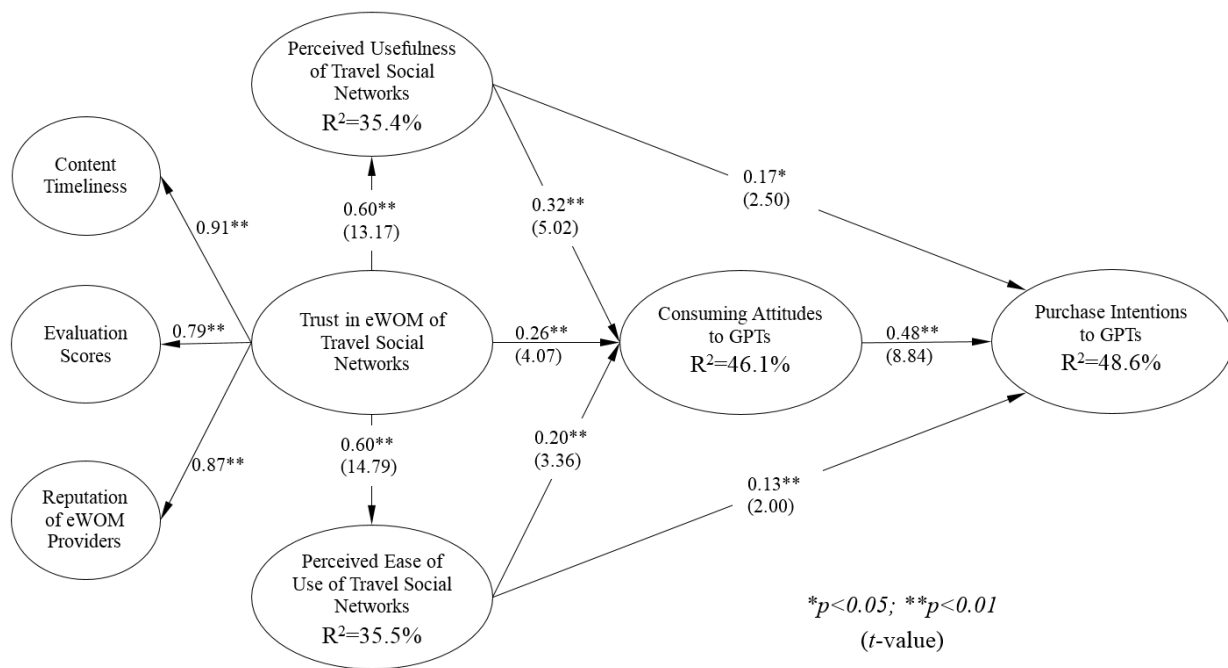 Perceived Usefulness
of Travel Social
Networks
R²=35.4%
Content
Timeliness
0.91**
0.60**
(13.17)
0.32**
(5.02)
0.17*
(2.50)
Evaluation
Scores
0.79**
Trust in eWOM of
Travel Social
Networks
0.26**
(4.07)
Consuming Attitudes
to GPTs
R²=46.1%
0.48**
(8.84)
Purchase Intentions
to GPTs
R²=48.6%
Reputation
of eWOM
Providers
0.87**
0.60**
(14.79)
0.20**
(3.36)
0.13**
(2.00)
Perceived Ease of
Use of Travel Social
Networks
R²=35.5%
*p<0.05; **p<0.01
(t-value)